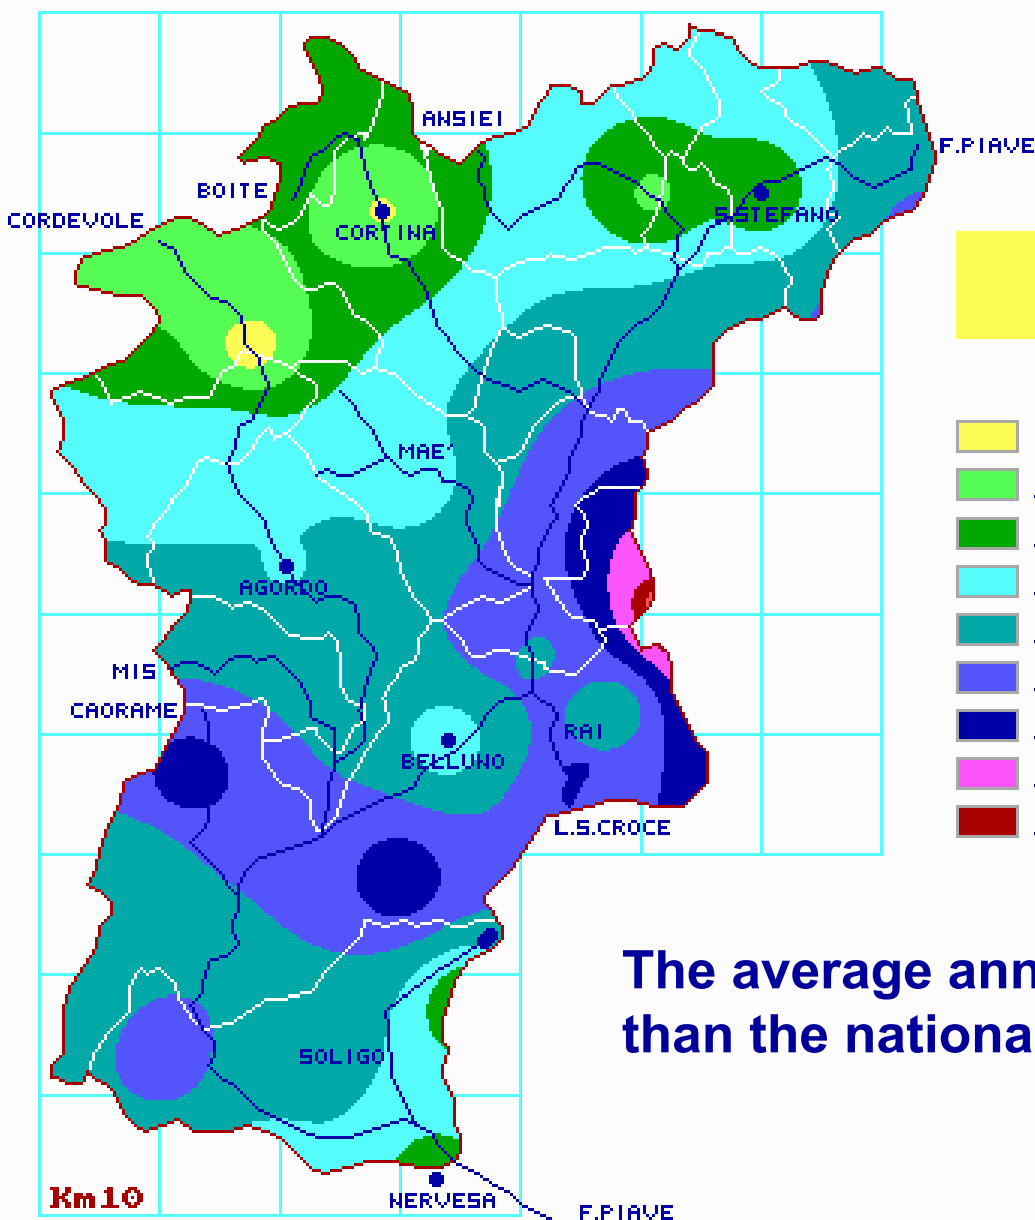 ANSIEI
F.PIAVE
BOITE
CORDEVOLE
S.STEFANO
CORTINA
MAE'
AGORDO
MIS
CAORAME
RAI
BELLUNO
L.S.CROCE
The average ann
than the nationa
SOLIGO
Km10
NERVESA
F.PIAVE